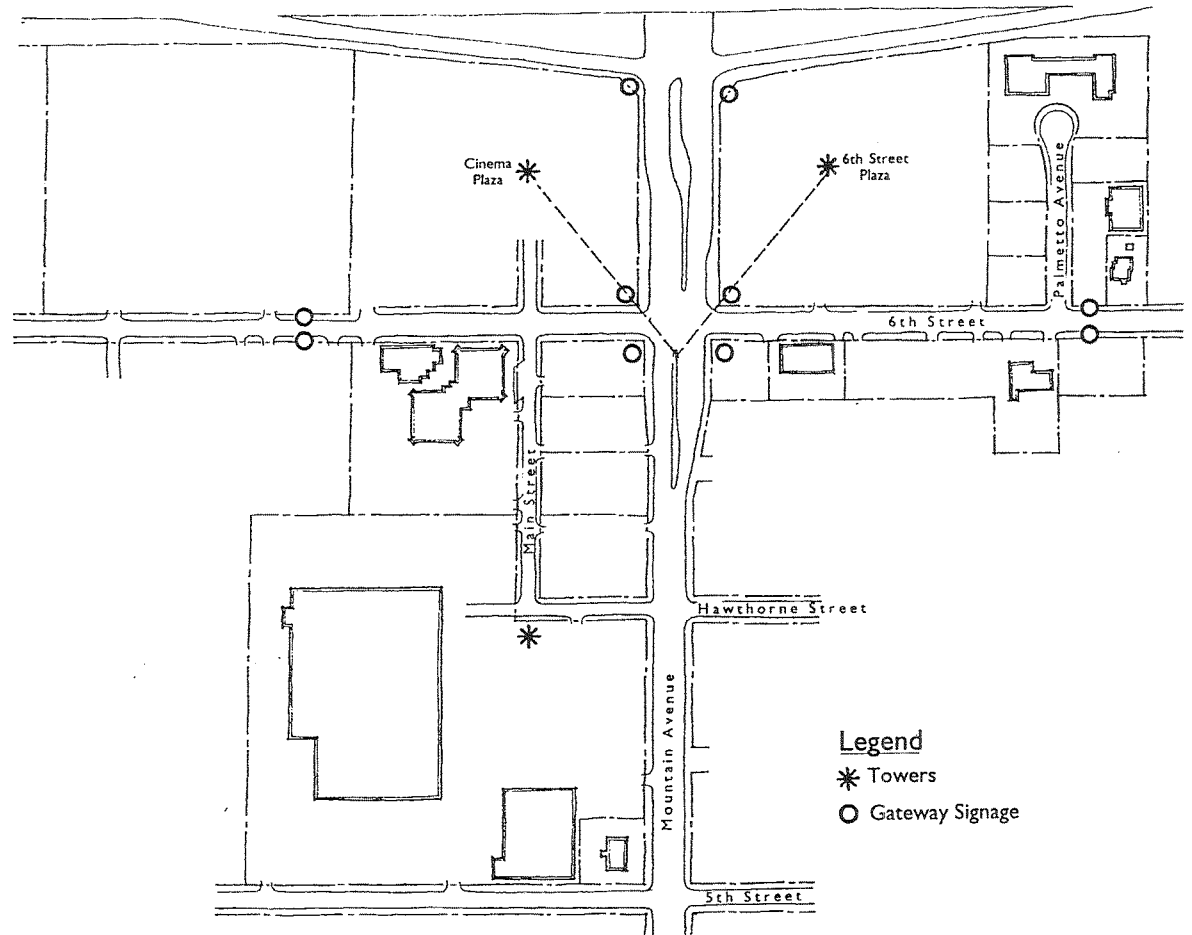 Cinema
Plaza
6th Street
Plaza
Palmetto Avenue
6th Street
Main Street
Hawthorne Street
Mountain Avenue
Legend
Towers
Gateway Signage
5th Street